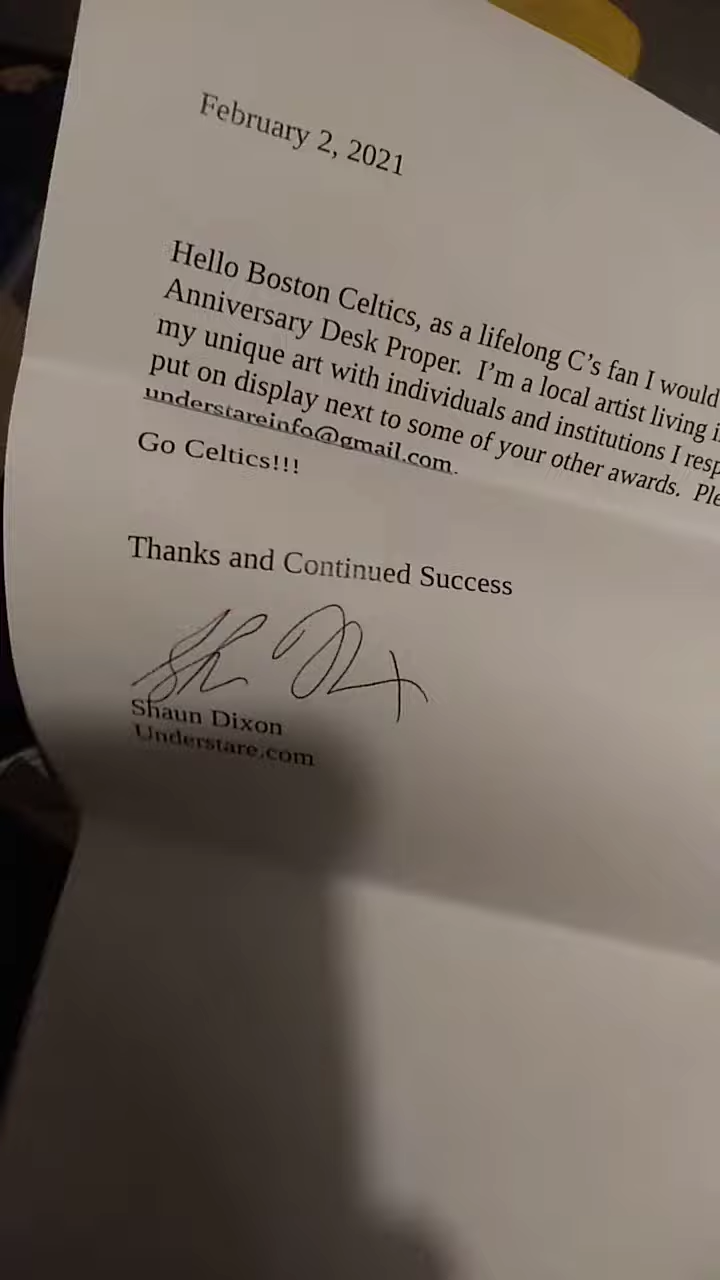 February 2, 2021
Hello Boston Celtics, as a lifelong C's fan I would
Anniversary Desk Proper. I'm a local artist living
my unique art with individuals and institutions I
put on display next to some of your other awards.
understareinfo@gmail.com.
Go Celtics!!!
Thanks and Continued Success
Shaun Dixon
Understare.com